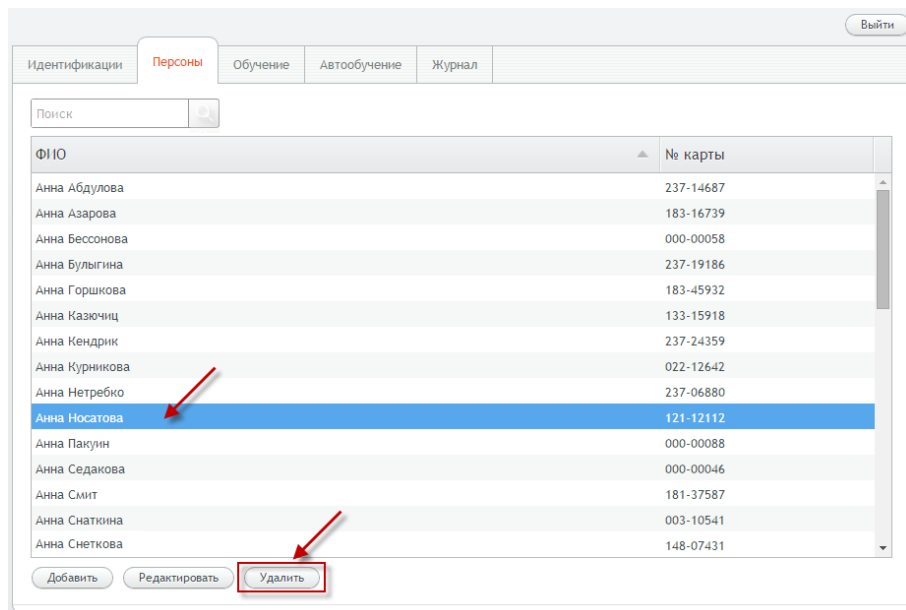 Выйти
Идентификации Персоны Обучение Автообучение Журнал
Поиск
ФИО № карты
Анна Абдулова 237-14687
Анна Азарова 183-16739
Анна Бессонова 000-00058
Анна Булыгина 237-19186
Анна Горшкова 183-45932
Анна Казючиц 133-15918
Анна Кендрик 237-24359
Анна Курникова 022-12642
Анна Нетребко 237-06880
Анна Носатова 121-12112
Анна Пакуин 000-00088
Анна Седакова 000-00046
Анна Смит 181-37587
Анна Снаткина 003-10541
Анна Снеткова 148-07431
Добавить Редактировать Удалить